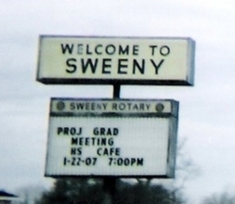 WELCOME TO
SWEENY
SWEENY ROTARY
PROJ GRAD
MEETING
HS CAFE
1-22-07 7:00PM